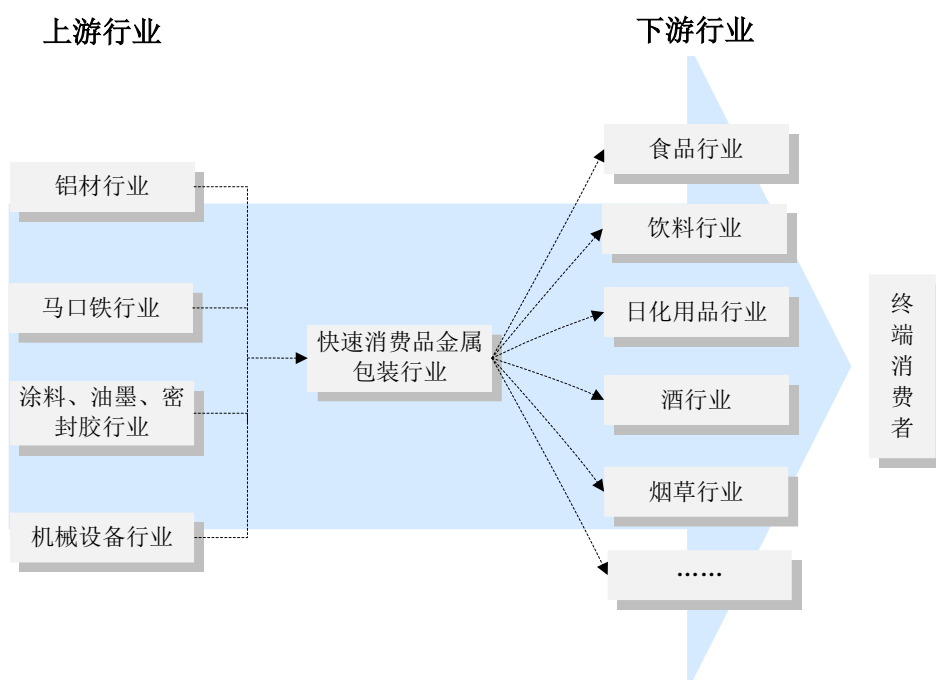 上游行业
下游行业
铝材行业
马口铁行业
涂料、油墨、密
封胶行业
机械设备行业
快速消费品金属
包装行业
食品行业
饮料行业
日化用品行业
酒行业
烟草行业
……
终
端
消
费
者